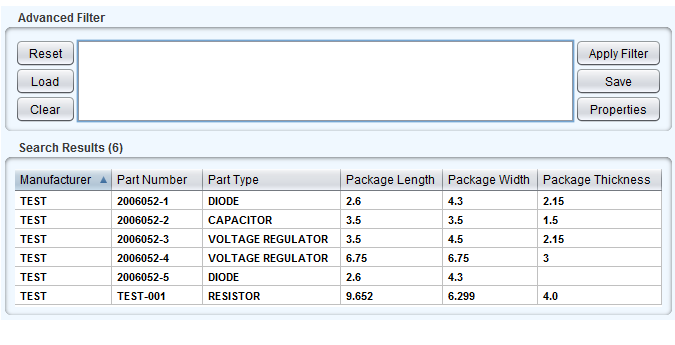 Advanced Filter
Reset Apply Filter
Load Save
Clear Properties
Search Results (6)
Manufacturer Part Number Part Type Package Length Package Width Package Thickness
TEST 2006052-1 DIODE 2.6 4.3 2.15
TEST 2006052-2 CAPACITOR 3.5 3.5 1.5
TEST 2006052-3 VOLTAGE REGULATOR 3.5 4.5 2.15
TEST 2006052-4 VOLTAGE REGULATOR 6.75 6.75 3
TEST 2006052-5 DIODE 2.6 4.3
TEST TEST-001 RESISTOR 9.652 6.299 4.0